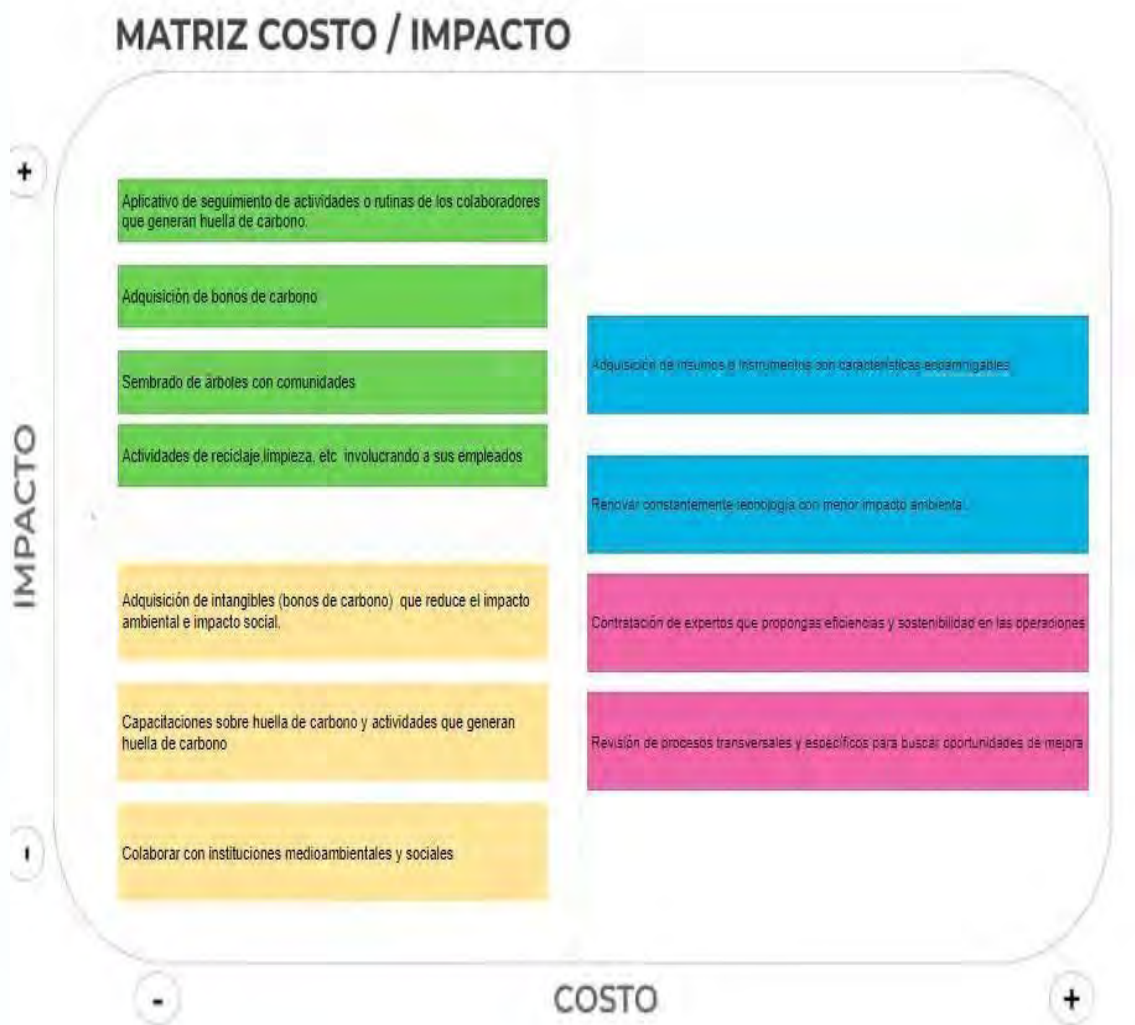 MATRIZ COSTO / IMPACTO
+
Aplicativo de seguimiento de actividades o rutinas de los colaboradores
que generan huella de carbono.
Adquisición de bonos de carbono
Sembrado de árboles con comunidades
Actividades de reciclaje,limpieza, etc involucrando a sus empleados
Adquisición de insumos o instrumentos con características ecoamigables
Renovar constantemente tecnología con menor impacto ambiental.
IMPACTO
Adquisición de intangibles (bonos de carbono) que reduce el impacto
ambiental e impacto social.
Capacitaciones sobre huella de carbono y actividades que generan
huella de carbono
Colaborar con instituciones medioambientales y sociales
Contratación de expertos que propongas eficiencias y sostenibilidad en las operaciones
Revisión de procesos transversales y específicos para buscar oportunidades de mejora
-
-
COSTO
+